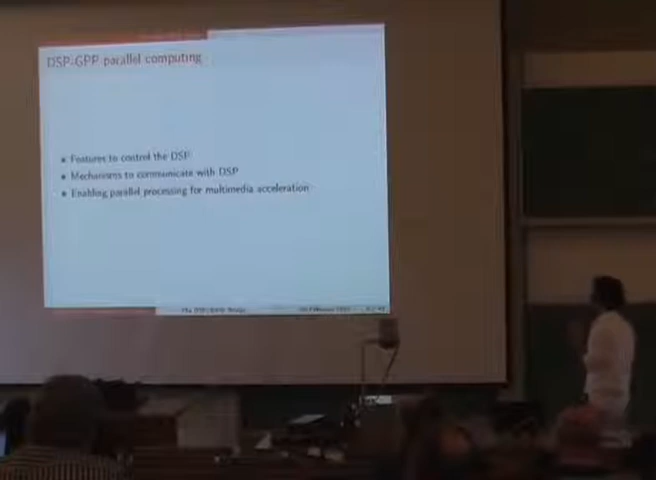 DSP-GPP parallel computing
Features to control the DSP
Mechanisms to communicate with DSP
Enabling parallel processing for multimedia acceleration